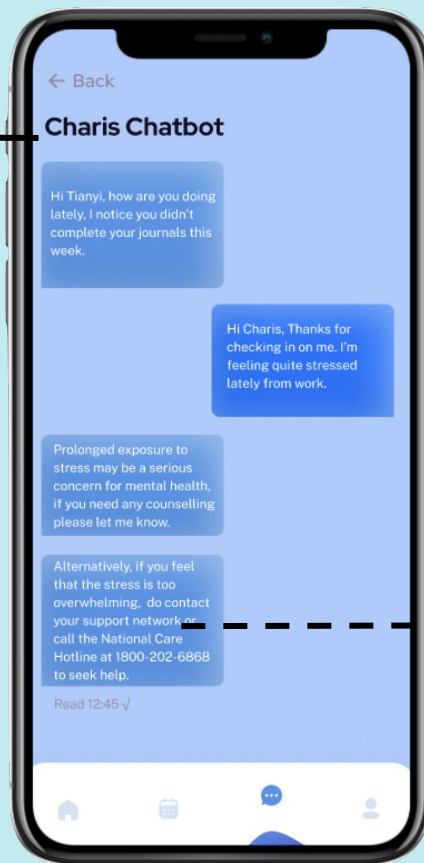 ← Back
Charis Chatbot
Hi Tianyi, how are you doing
lately, I notice you didn't
complete your journals this
week.
Hi Charis, Thanks for
checking in on me. I'm
feeling quite stressed
lately from work.
Prolonged exposure to
stress may be a serious
concern for mental health,
if you need any counselling
please let me know.
Alternatively, if you feel
that the stress is too
overwhelming, do contact
your support network or
call the National Care
Hotline at 1800-202-6868
to seek help.
Read 12:45 √